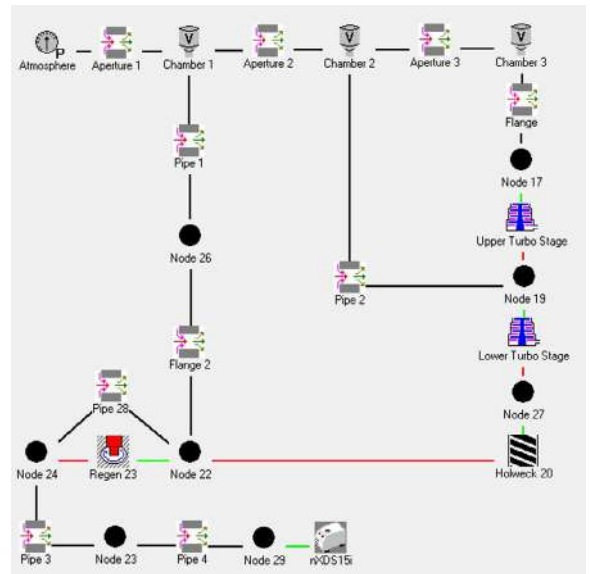 P
V
V
V
Atmosphere
Aperture 1
Chamber 1
Aperture 2
Chamber 2
Aperture 3
Chamber 3
Flange
Pipe 1
Node 17
Upper Turbo Stage
Node 26
Pipe 2
Node 19
Flange 2
Lower Turbo Stage
Pipe 28
Node 27
Node 24
Regen 23
Node 22
Holweck 20
Pipe 3
Node 23
Pipe 4
Node 29
nXDS15i